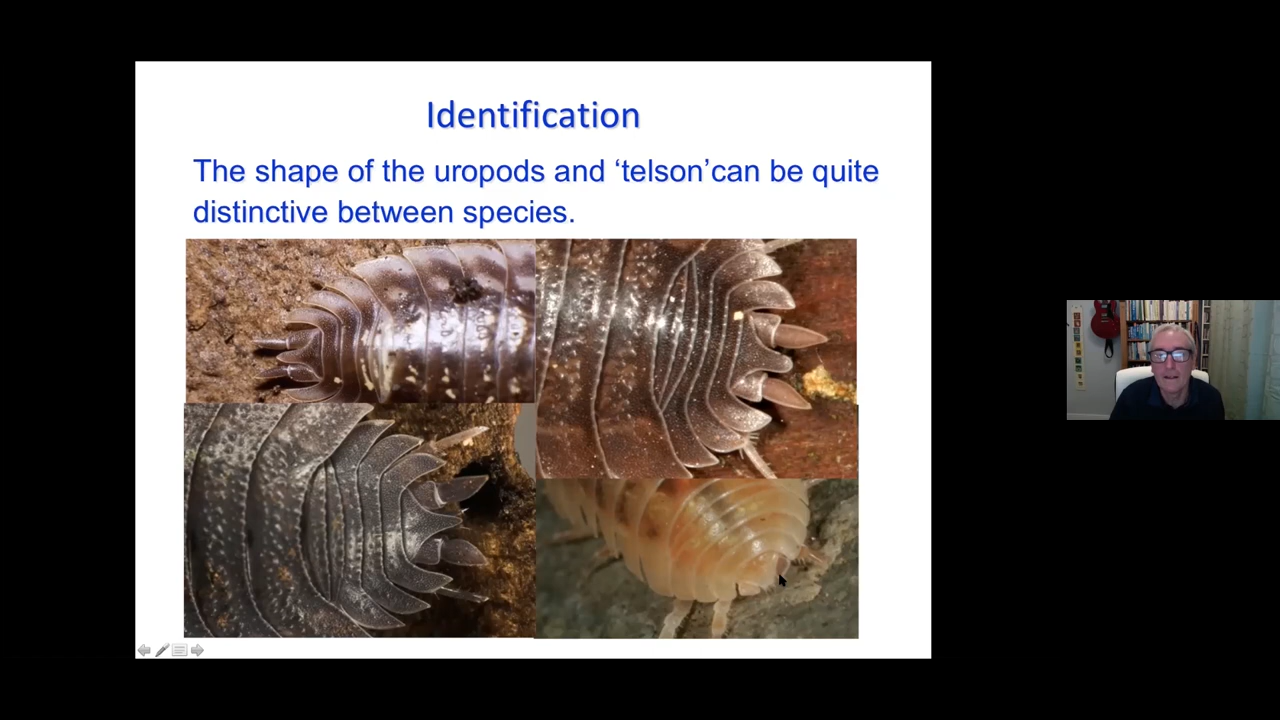 Identification
The shape of the uropods and ‘telson’can be quite
distinctive between species.